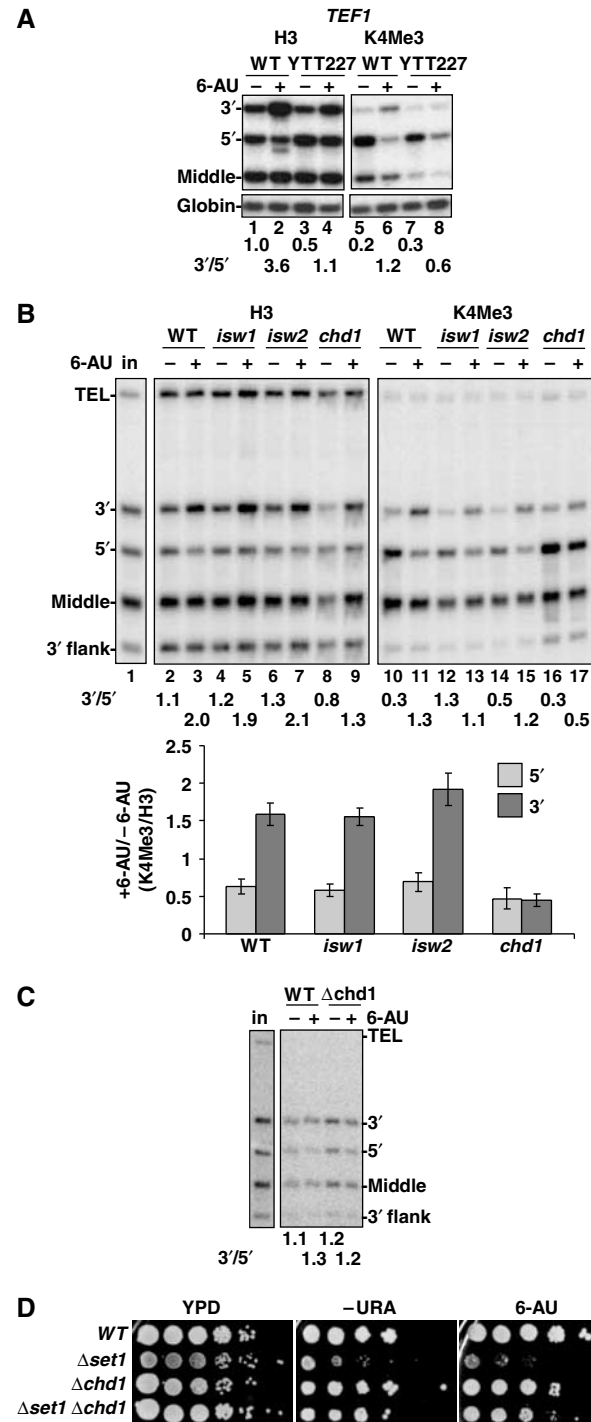 A
TEF1
H3 K4Me3
WT YTT227 WT YTT227
6-AU – + – + – + – +
3′
5′
Middle
Globin
1 2 3 4 5 6 7 8
1.0 0.5 0.2 0.3
3′/5′ 3.6 1.1 1.2 0.6
B
H3 K4Me3
WT isw1 isw2 chd1 WT isw1 isw2 chd1
6-AU – + – + – + – + – + – + – + – +
in
TEL
3′
5′
Middle
3′ flank
1 2 3 4 5 6 7 8 9 10 11 12 13 14 15 16 17
3′/5′ 1.1 1.2 1.3 0.8 0.3 1.3 0.5 0.3
2.0 1.9 2.1 1.3 1.3 1.1 1.2 0.5
+6-AU/– 6-AU
(K4Me3/H3)
2.5
2
1.5
1
0.5
0
5′
3′
WT isw1 isw2 chd1
C
WT Δchd1
in – + – + 6-AU
TEL
3′
5′
Middle
3′ flank
1.1 1.2
3′/5′ 1.3 1.2
D
YPD –URA 6-AU
WT
Δset1
Δchd1
Δset1 Δchd1